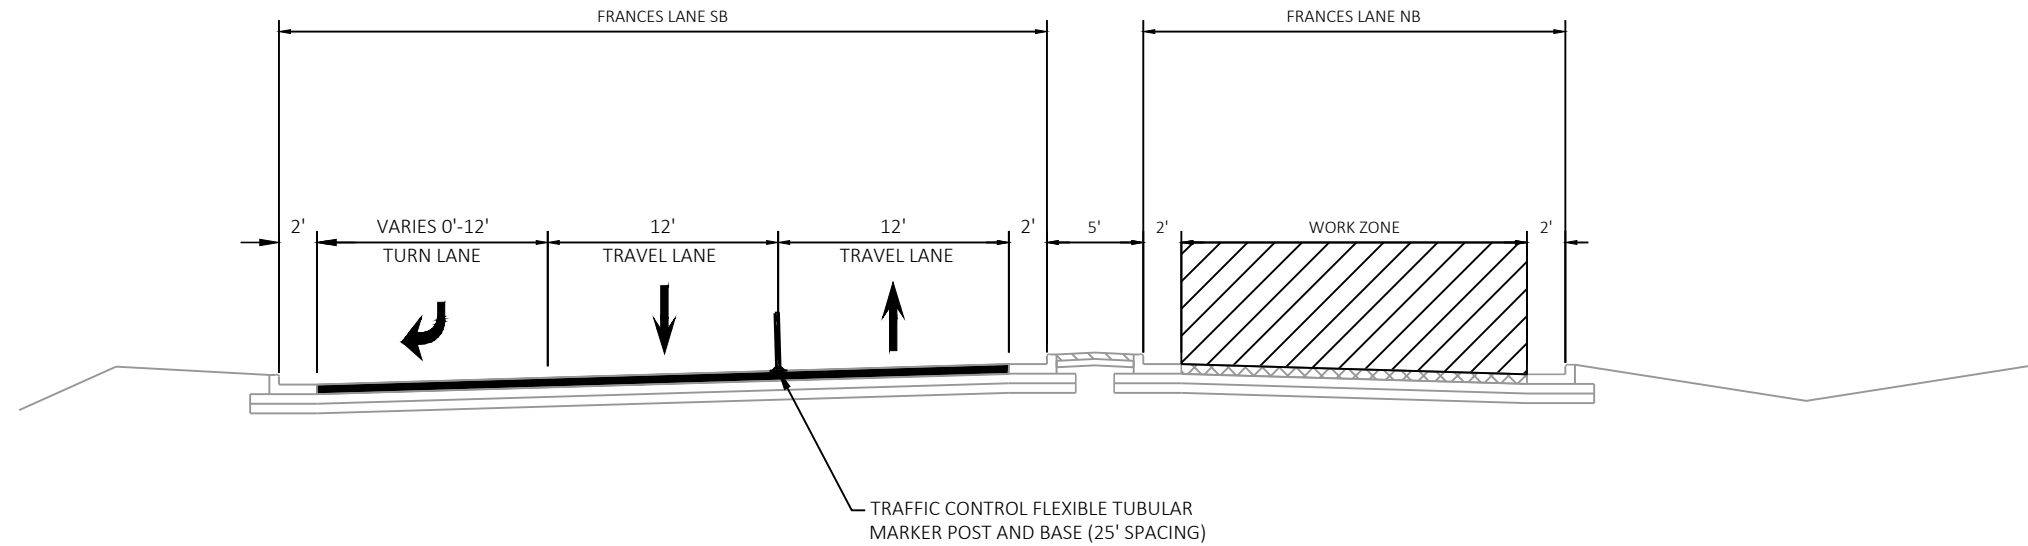 FRANCES LANE SB
FRANCES LANE NB
2'
VARIES 0'-12'
12'
12'
2'
5'
2'
WORK ZONE
2'
TURN LANE
TRAVEL LANE
TRAVEL LANE
TRAFFIC CONTROL FLEXIBLE TUBULAR
MARKER POST AND BASE (25' SPACING)